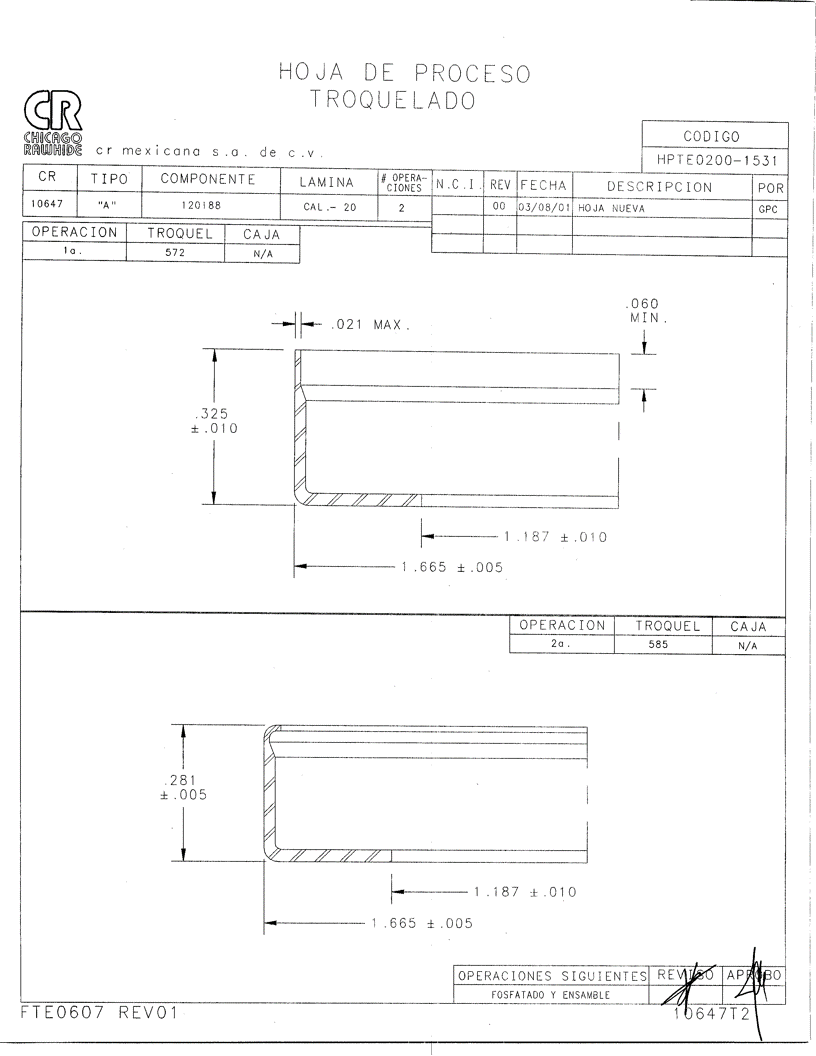 HOJA DE PROCESO
TROQUELADO
CR
CHICAGO
RAWHIDE
cr mexicana s.a. de c.v.
CODIGO
HPTE0200-1531
CR TIPO COMPONENTE LAMINA # OPERA-CIONES N.C.I. REV FECHA DESCRIPCION POR
10647 "A" 120188 CAL.- 20 2 00 03/08/01 HOJA NUEVA GPC
OPERACION TROQUEL CAJA
1a. 572 N/A
.060
MIN.
.021 MAX.
.325
±.010
1.187 ±.010
1.665 ±.005
OPERACION TROQUEL CAJA
2a. 585 N/A
.281
±.005
1.187 ±.010
1.665 ±.005
OPERACIONES SIGUIENTES REVISO APROBO
FOSFATADO Y ENSAMBLE
FTE0607 REV01
10647T2